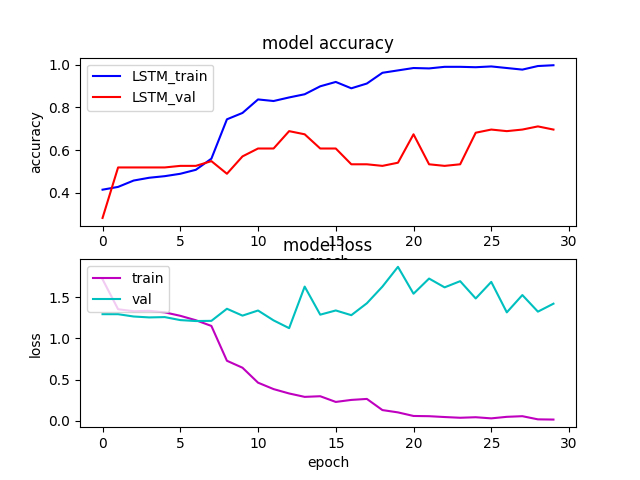 model accuracy
LSTM_train
LSTM_val
accuracy
1.0
0.8
0.6
0.4
0 5 10 15 20 25 30
epoch
model loss
train
val
loss
1.5
1.0
0.5
0.0
0 5 10 15 20 25 30
epoch